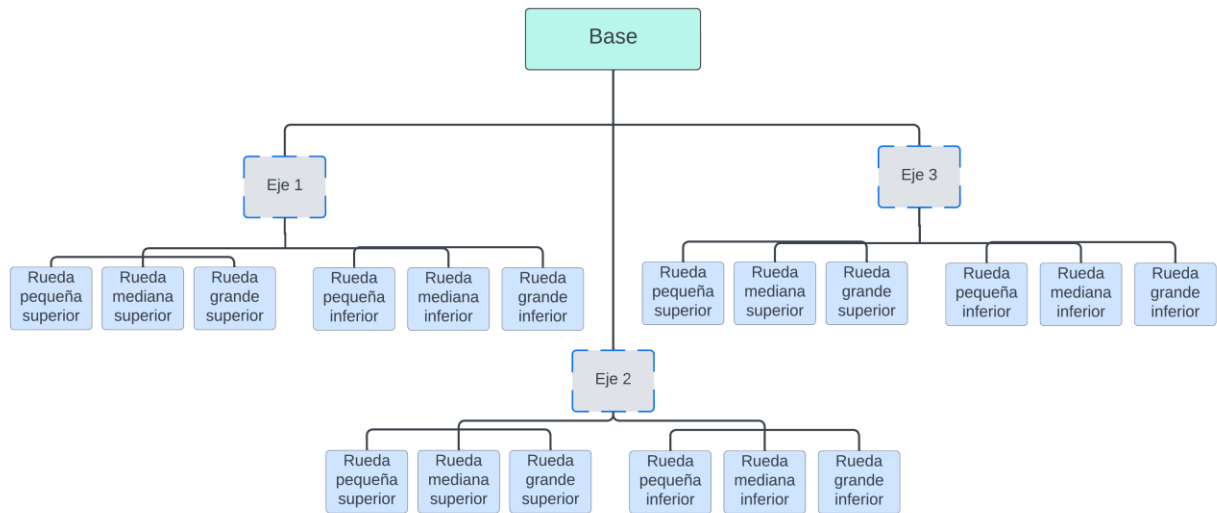 Base
Eje 1
Eje 3
Rueda
pequeña
superior
Rueda
mediana
superior
Rueda
grande
superior
Rueda
pequeña
inferior
Rueda
mediana
inferior
Rueda
grande
inferior
Rueda
pequeña
superior
Rueda
mediana
superior
Rueda
grande
superior
Rueda
pequeña
inferior
Rueda
mediana
inferior
Rueda
grande
inferior
Eje 2
Rueda
pequeña
superior
Rueda
mediana
superior
Rueda
grande
superior
Rueda
pequeña
inferior
Rueda
mediana
inferior
Rueda
grande
inferior